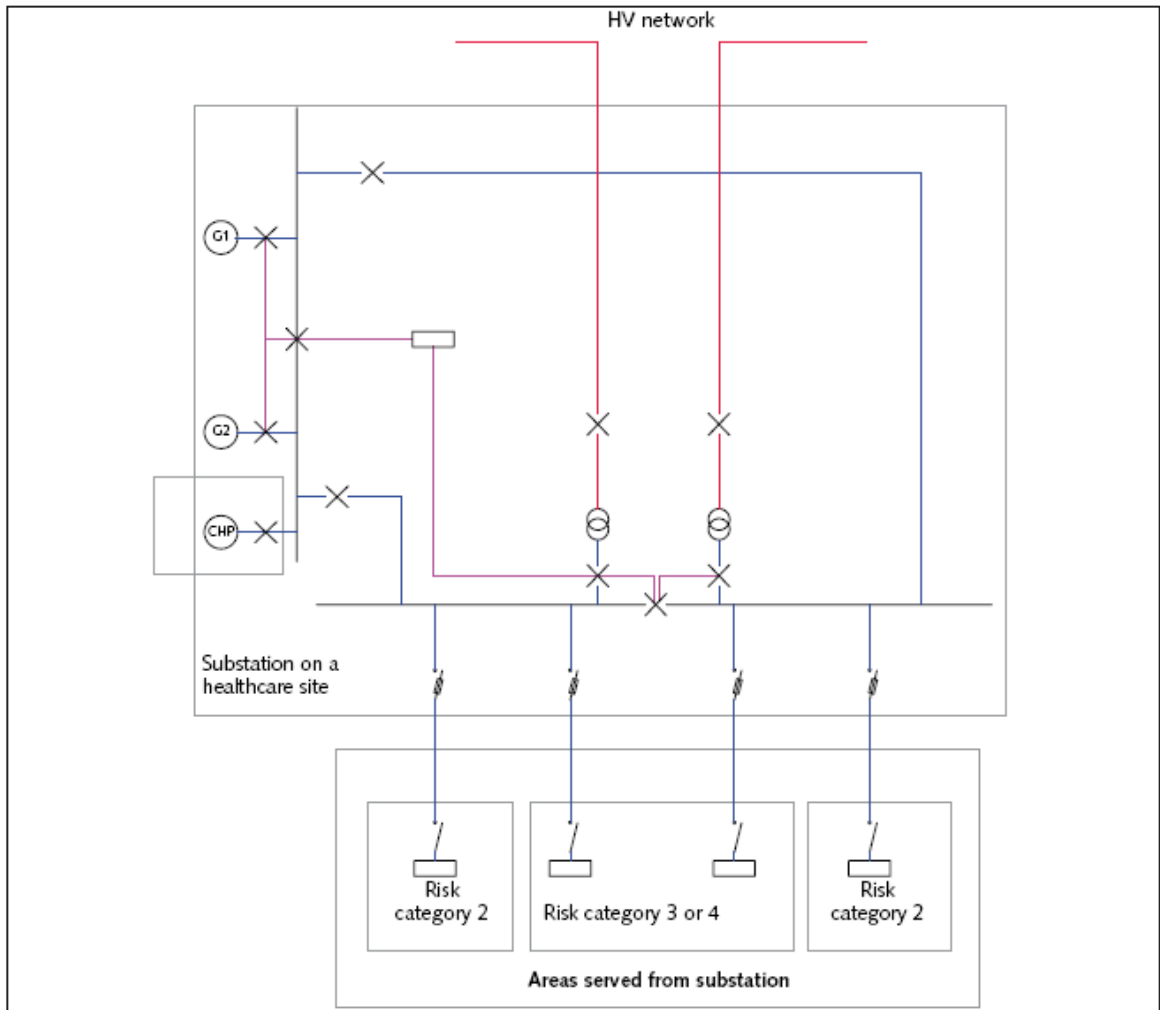 HV network
G1
G2
CHP
Substation on a
healthcare site
Risk
category 2
Risk category 3 or 4
Risk
category 2
Areas served from substation